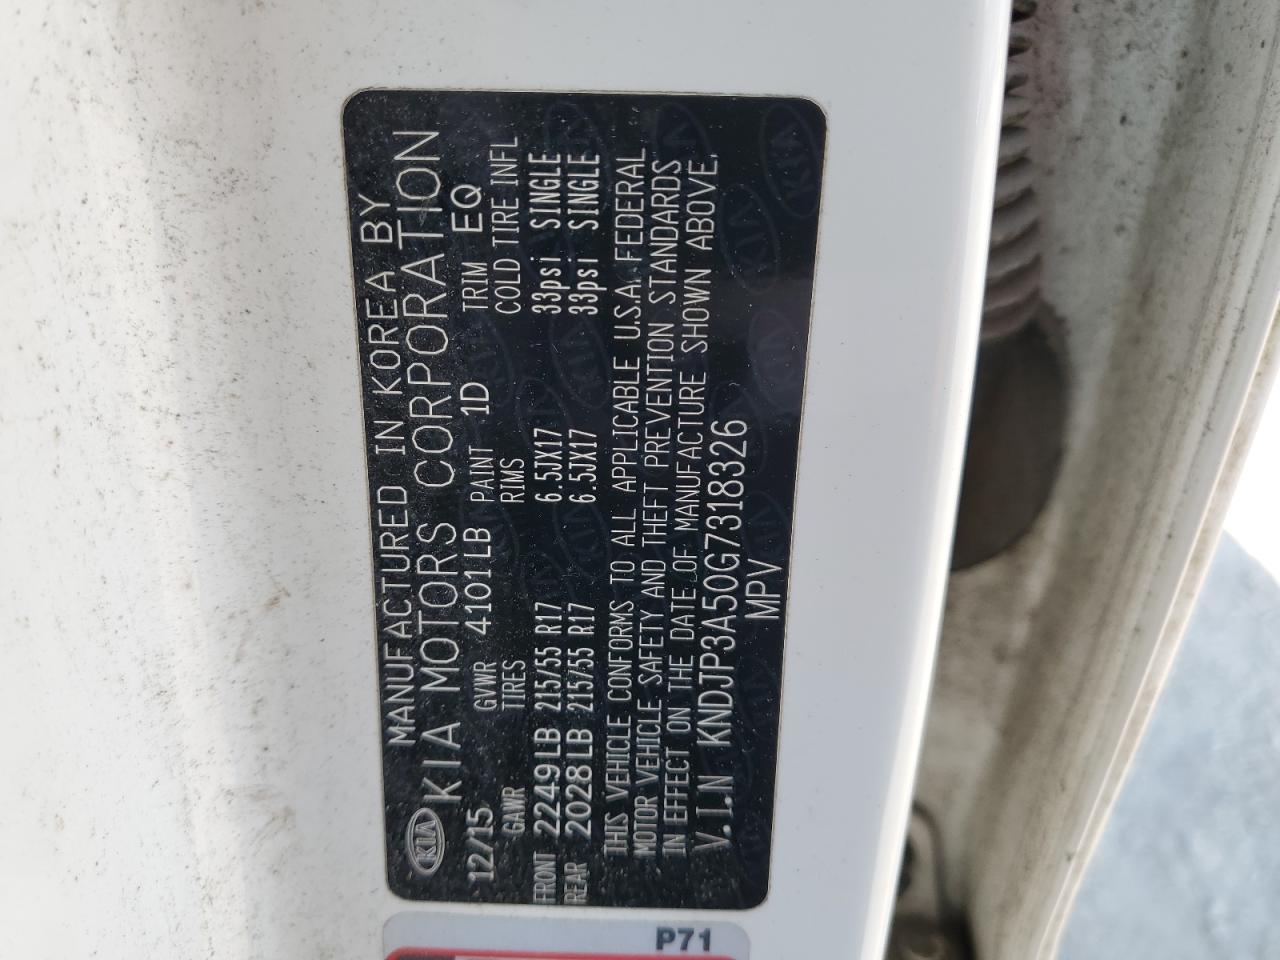 MANUFACTURED IN KOREA BY
KIA KIA MOTORS CORPORATION
12/15 GVWR 4101LB PAINT 1D TRIM EQ
GAWR TIRES RIMS COLD TIRE INFL
FRONT 2249LB 215/55 R17 6.5JX17 33psi SINGLE
REAR 2028LB 215/55 R17 6.5JX17 33psi SINGLE
THIS VEHICLE CONFORMS TO ALL APPLICABLE U.S.A. FEDERAL
MOTOR VEHICLE SAFETY AND THEFT PREVENTION STANDARDS
IN EFFECT ON THE DATE OF MANUFACTURE SHOWN ABOVE.
V.I.N KNDJP3A50G7318326
MPV
P71